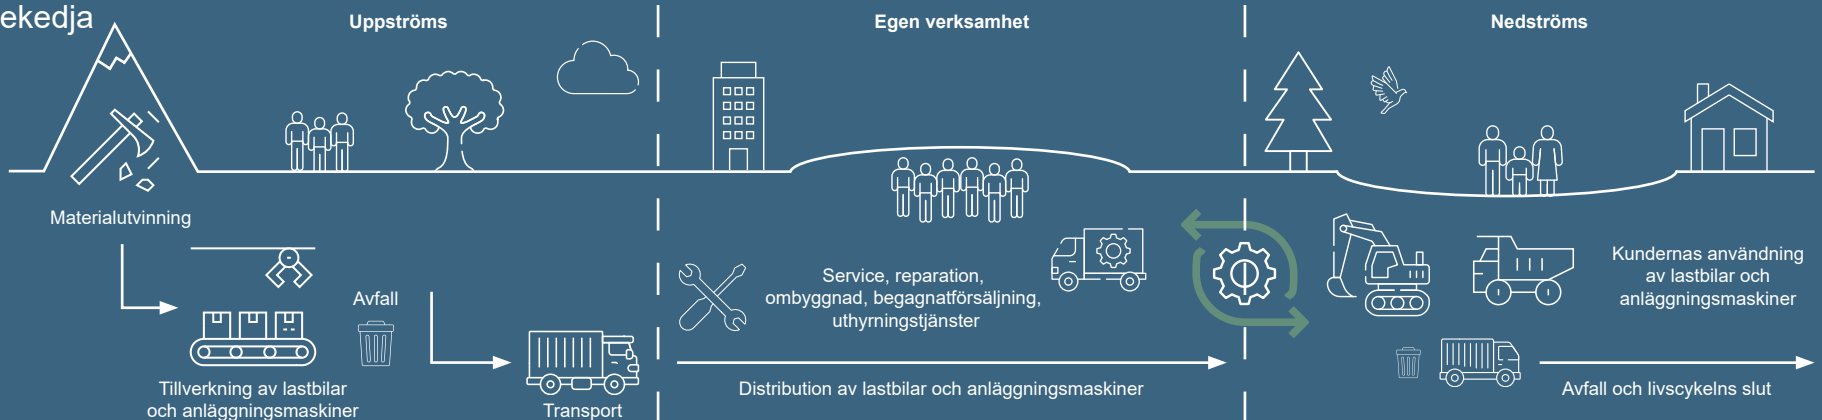 ekedja
Uppströms
Egen verksamhet
Nedströms
Materialutvinning
Avfall
Tillverkning av lastbilar
och anläggningsmaskiner
Transport
Service, reparation,
ombyggnad, begagnatförsäljning,
uthyrningstjänster
Distribution av lastbilar och anläggningsmaskiner
Kundernas användning
av lastbilar och
anläggningsmaskiner
Avfall och livscykelns slut